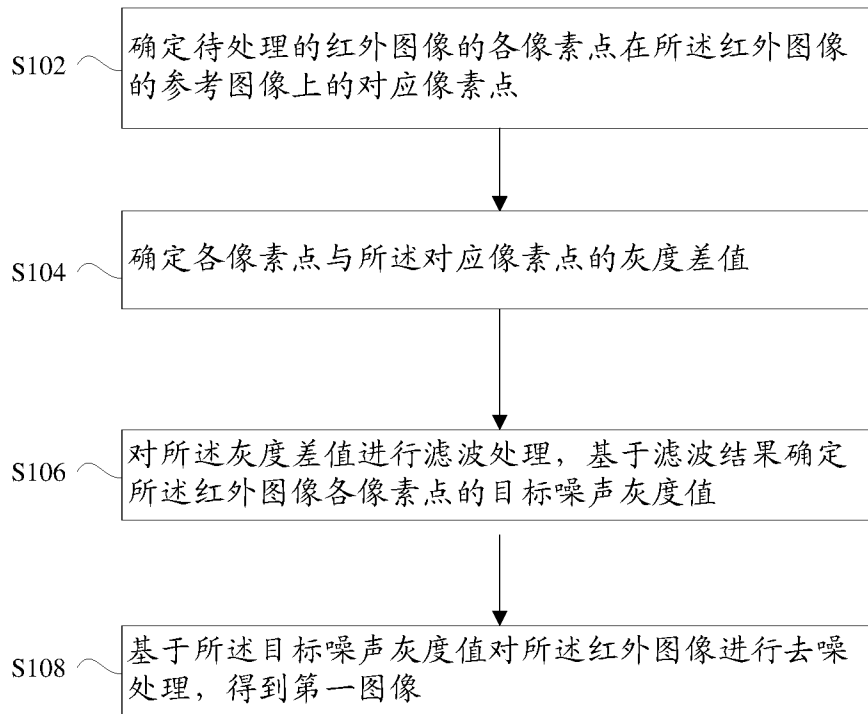 S102
确定待处理的红外图像的各像素点在所述红外图像
的参考图像上的对应像素点
S104
确定各像素点与所述对应像素点的灰度差值
S106
对所述灰度差值进行滤波处理，基于滤波结果确定
所述红外图像各像素点的目标噪声灰度值
S108
基于所述目标噪声灰度值对所述红外图像进行去噪
处理，得到第一图像